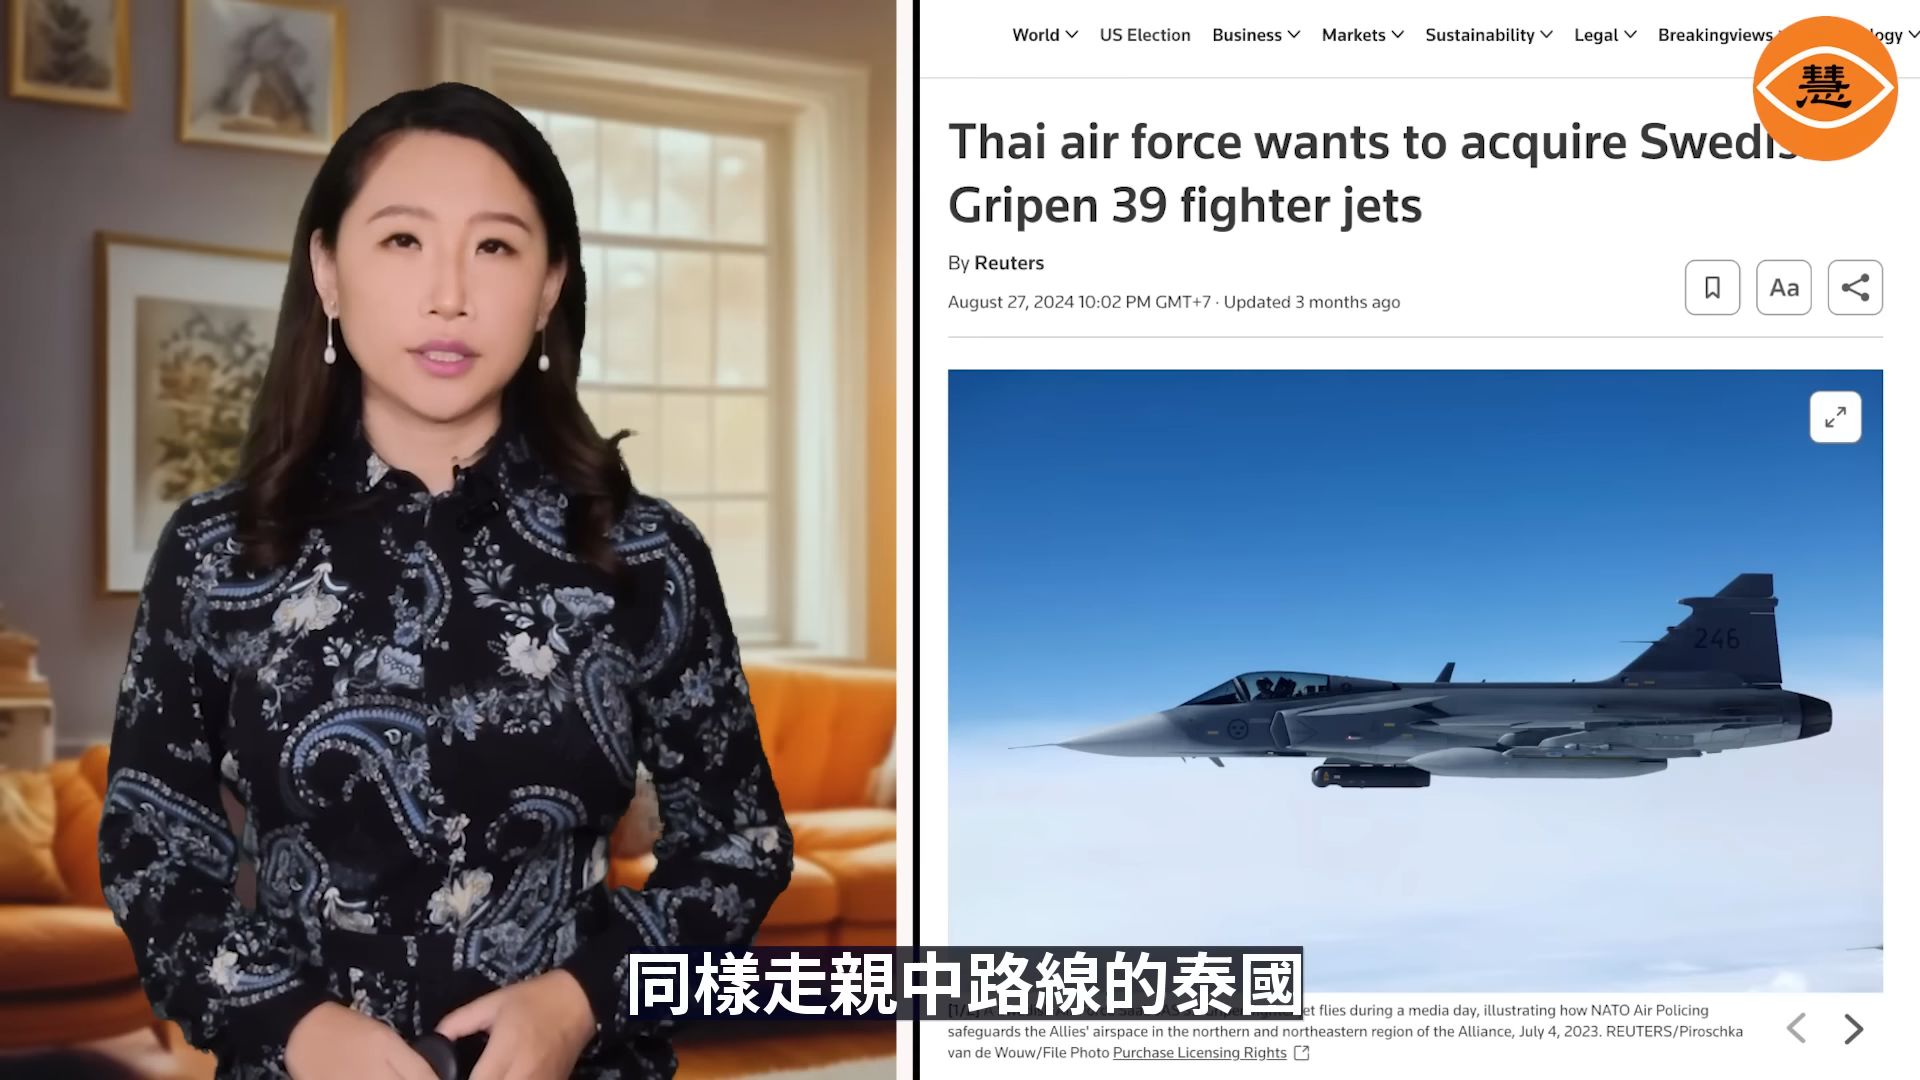 World US Election Business Markets Sustainability Legal Breakingviews
慧
Thai air force wants to acquire
Gripen 39 fighter jets
By Reuters
August 27, 2024 10:02 PM GMT+7 · Updated 3 months ago
Aa
246
同樣走親中路線的泰國
flies during a media day, illustrating how NATO Air Policing
safeguards the Allies' airspace in the northern and northeastern region of the Alliance, July 4, 2023. REUTERS/Piroschka
van de Wouw/File Photo Purchase Licensing Rights